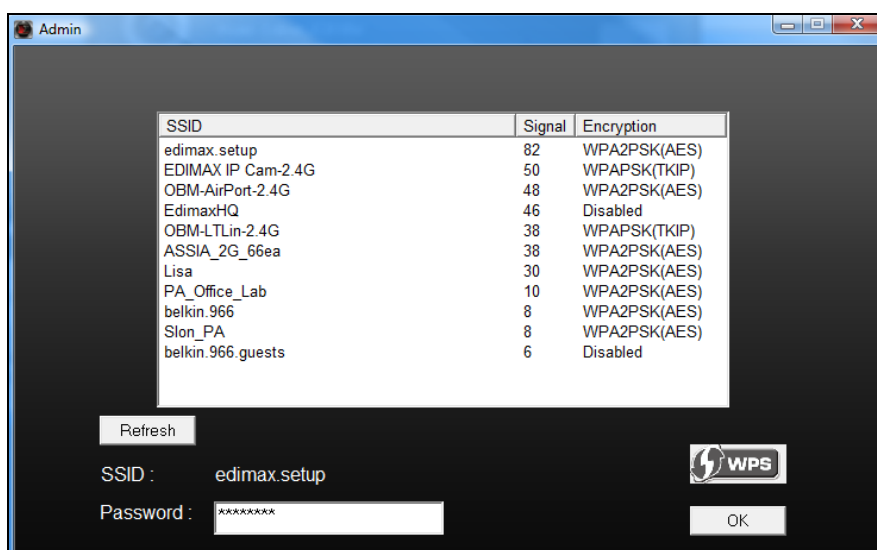 Admin
SSID Signal Encryption
edimax.setup 82 WPA2PSK(AES)
EDIMAX IP Cam-2.4G 50 WPAPSK(TKIP)
OBM-AirPort-2.4G 48 WPA2PSK(AES)
EdimaxHQ 46 Disabled
OBM-LTLin-2.4G 38 WPAPSK(TKIP)
ASSIA_2G_66ea 38 WPA2PSK(AES)
Lisa 30 WPA2PSK(AES)
PA_Office_Lab 10 WPA2PSK(AES)
belkin.966 8 WPA2PSK(AES)
Slon_PA 8 WPA2PSK(AES)
belkin.966.guests 6 Disabled
Refresh
SSID : edimax.setup
WPS
Password : ********
OK